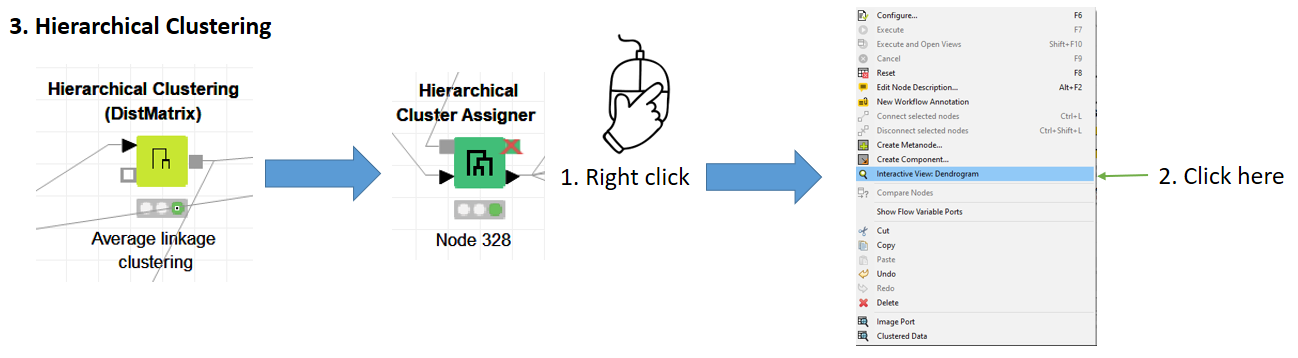 3. Hierarchical Clustering
Hierarchical Clustering
(DistMatrix)
Average linkage
clustering
Hierarchical
Cluster Assigner
Node 328
1. Right click
Configure... F6
Execute F7
Execute and Open Views Shift+F10
Cancel F9
Reset F8
Edit Node Description... Alt+F2
New Workflow Annotation
Connect selected nodes Ctrl+L
Disconnect selected nodes Ctrl+Shift+L
Create Metanode...
Create Component...
Interactive View: Dendrogram
Compare Nodes
Show Flow Variable Ports
Cut
Copy
Paste
Undo
Redo
Delete
Image Port
Clustered Data
2. Click here